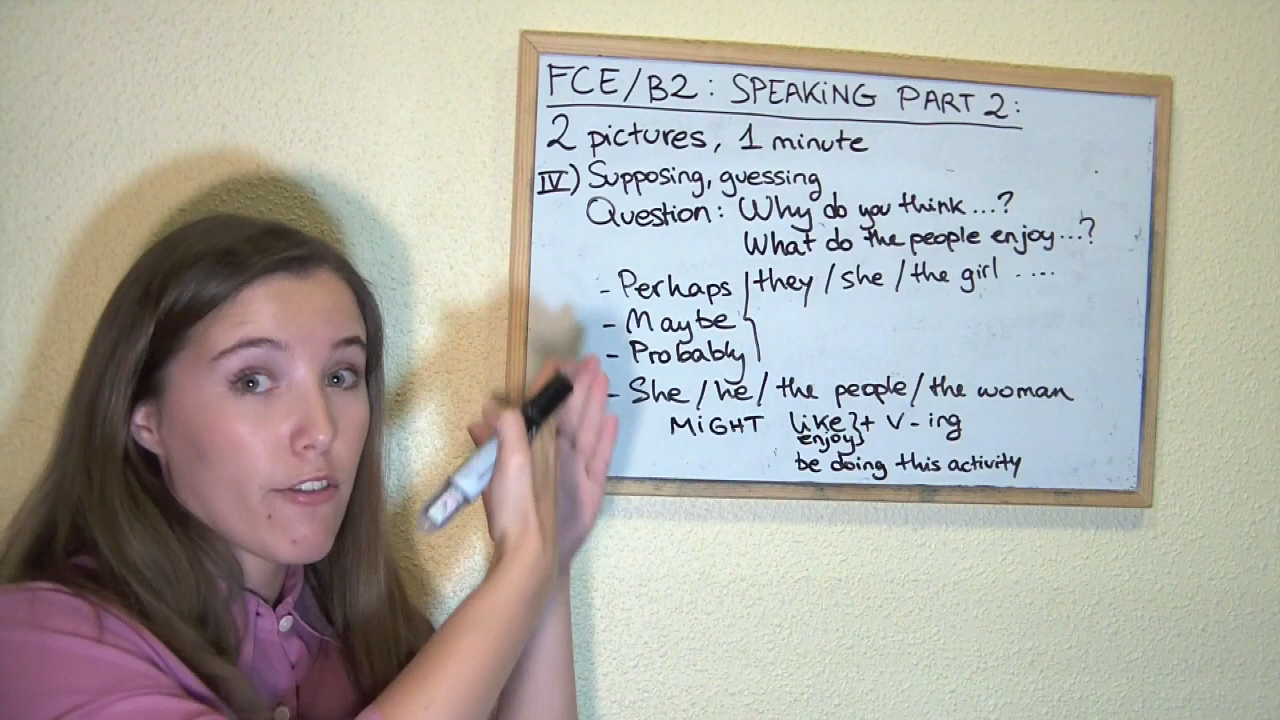 FCE/B2: SPEAKING PART 2:
2 pictures, 1 minute
IV) Supposing, guessing
Question: Why do you think ...?
What do the people enjoy...?
- Perhaps / they / she / the girl ....
- Maybe
- Probably
- She / he / the people / the woman
MIGHT like } + V-ing
enjoy }
be doing this activity